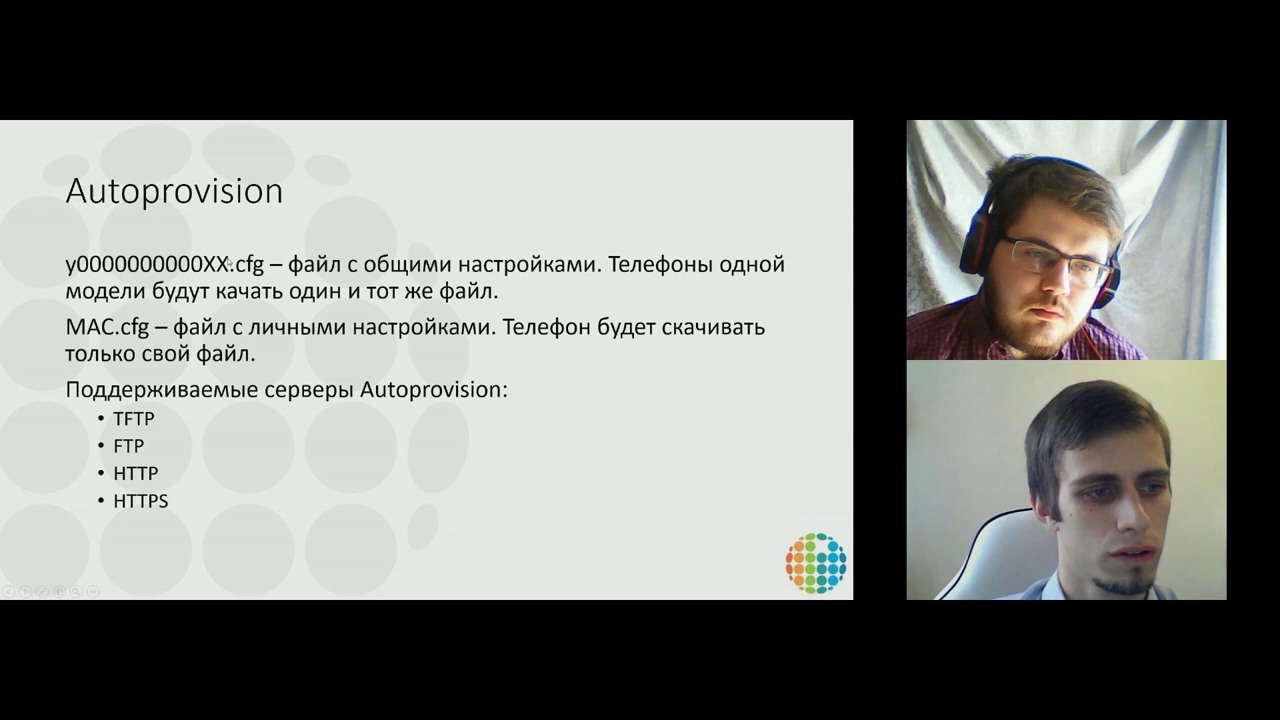 Autoprovision
y0000000000XX.cfg – файл с общими настройками. Телефоны одной
модели будут качать один и тот же файл.
MAC.cfg – файл с личными настройками. Телефон будет скачивать
только свой файл.
Поддерживаемые серверы Autoprovision:
• TFTP
• FTP
• HTTP
• HTTPS